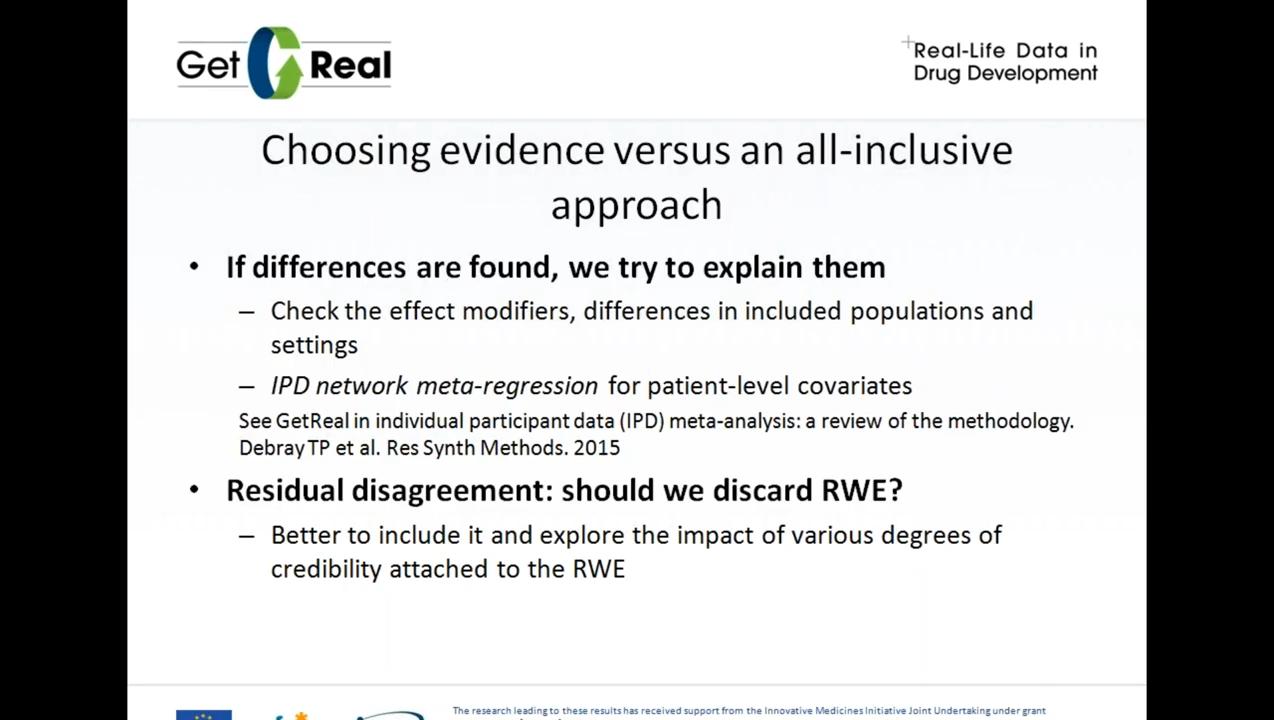 Get Real
Real-Life Data in
Drug Development
Choosing evidence versus an all-inclusive
approach
• If differences are found, we try to explain them
– Check the effect modifiers, differences in included populations and
settings
– IPD network meta-regression for patient-level covariates
See GetReal in individual participant data (IPD) meta-analysis: a review of the methodology.
Debray TP et al. Res Synth Methods. 2015
• Residual disagreement: should we discard RWE?
– Better to include it and explore the impact of various degrees of
credibility attached to the RWE
The research leading to these results has received support from the Innovative Medicines Initiative Joint Undertaking under grant